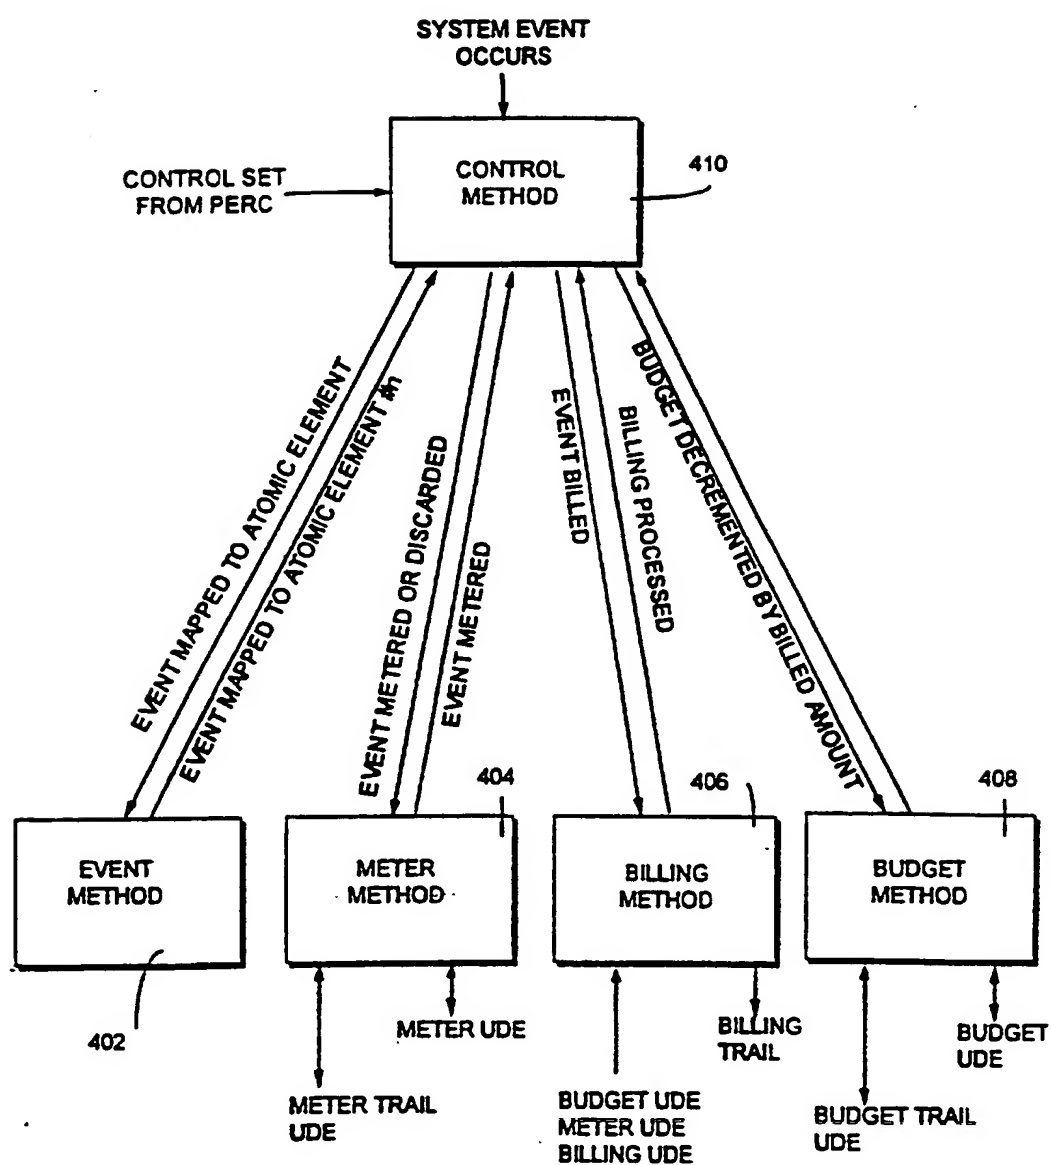 SYSTEM EVENT
OCCURS
CONTROL
METHOD
410
CONTROL SET
FROM PERC
EVENT MAPPED TO ATOMIC ELEMENT
EVENT MAPPED TO ATOMIC ELEMENT #n
EVENT METERED OR DISCARDED
EVENT METERED
EVENT BILLED
BILLING PROCESSED
BUDGET DECREMENTED BY BILLED AMOUNT
404
406
408
EVENT
METHOD
METER
METHOD
BILLING
METHOD
BUDGET
METHOD
402
METER UDE
METER TRAIL
UDE
BILLING
TRAIL
BUDGET UDE
METER UDE
BILLING UDE
BUDGET
UDE
BUDGET TRAIL
UDE